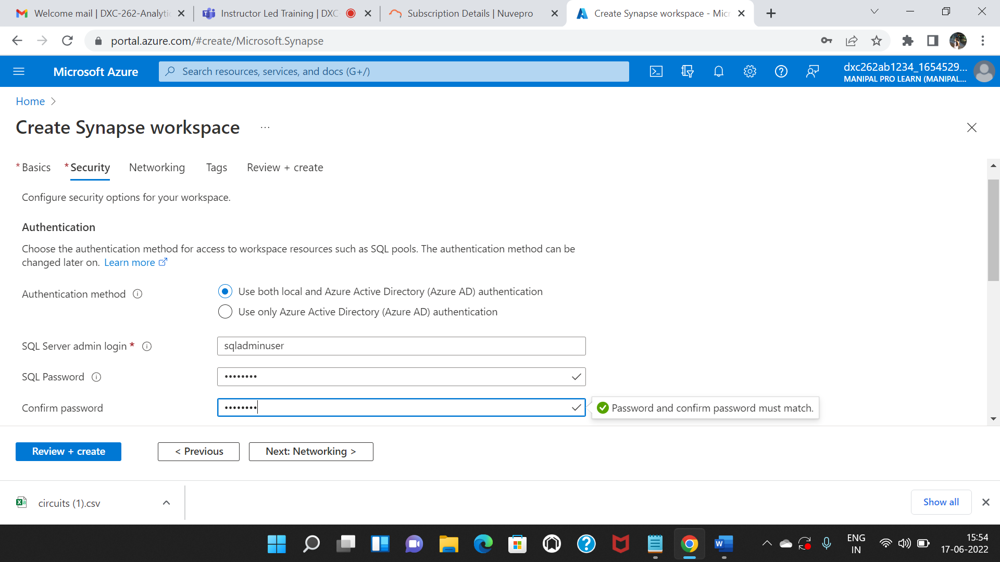 Welcome mail | DXC-262-Analyti
Instructor Led Training | DXC-
Subscription Details | Nuvepro
Create Synapse workspace - Micr
portal.azure.com/#create/Microsoft.Synapse
Microsoft Azure
Search resources, services, and docs (G+/)
dxc262ab1234_1654529...
MANIPAL PRO LEARN (MANIPAL...
Home >
Create Synapse workspace ...
* Basics * Security Networking Tags Review + create
Configure security options for your workspace.
Authentication
Choose the authentication method for access to workspace resources such as SQL pools. The authentication method can be
changed later on. Learn more
Authentication method
Use both local and Azure Active Directory (Azure AD) authentication
Use only Azure Active Directory (Azure AD) authentication
SQL Server admin login *
sqladminuser
SQL Password
••••••••
Confirm password
••••••••
Password and confirm password must match.
Review + create
< Previous
Next: Networking >
circuits (1).csv
Show all
ENG
IN
15:54
17-06-2022